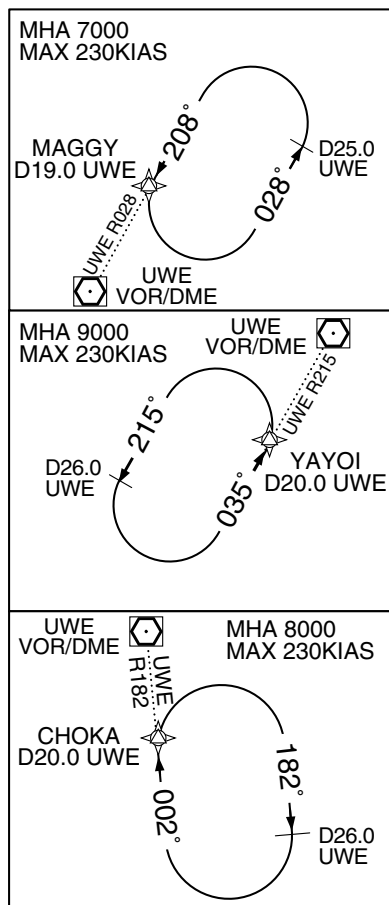 MHA 7000
MAX 230KIAS
208°
MAGGY
D19.0 UWE
D25.0
UWE
028°
UWE R028
UWE
VOR/DME
MHA 9000
MAX 230KIAS
UWE
VOR/DME
UWE R215
215°
D26.0
UWE
035°
YAYOI
D20.0 UWE
UWE
VOR/DME
MHA 8000
MAX 230KIAS
UWE
R182
CHOKA
D20.0 UWE
182°
002°
D26.0
UWE